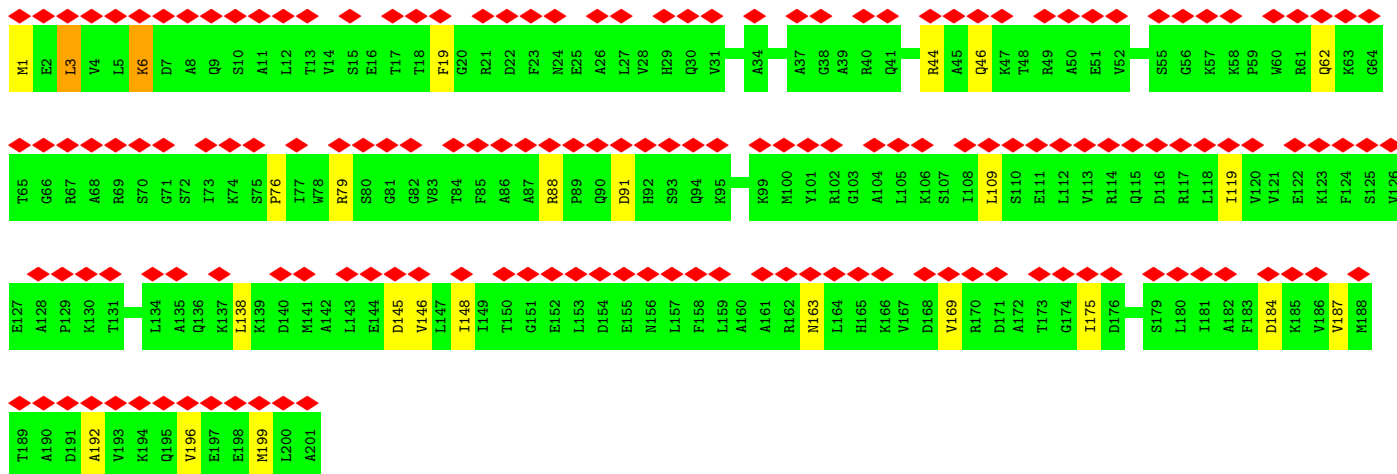 M1 E2 L3 V4 L5 K6 D7 A8 Q9 S10 A11 L12 T13 V14 S15 E16 T17 T18 F19 G20 R21 D22 F23 N24 E25 A26 L27 V28 H29 Q30 V31 A34 A37 G38 A39 R40 Q41 R44 A45 Q46 K47 T48 R49 A50 E51 V52 S55 G56 K57 K58 P59 W60 R61 Q62 K63 G64
T65 G66 R67 A68 R69 S70 G71 S72 I73 K74 S75 P76 I77 W78 R79 S80 G81 G82 V83 T84 F85 A86 A87 R88 P89 Q90 D91 H92 S93 Q94 K95 K99 M100 Y101 R102 G103 A104 L105 K106 S107 I108 L109 S110 E111 L112 V113 R114 Q115 D116 R117 L118 I119 V120 V121 E122 K123 F124 S125 V126
E127 A128 P129 K130 T131 L134 A135 Q136 K137 L138 K139 D140 M141 A142 L143 E144 D145 V146 L147 I148 I149 T150 G151 E152 L153 D154 E155 N156 L157 F158 L159 A160 A161 R162 N163 L164 H165 K166 V167 D168 V169 R170 D171 A172 T173 G174 I175 D176 S179 L180 I181 A182 F183 D184 K185 V186 V187 M188
T189 A190 D191 A192 V193 K194 Q195 V196 E197 E198 M199 L200 A201